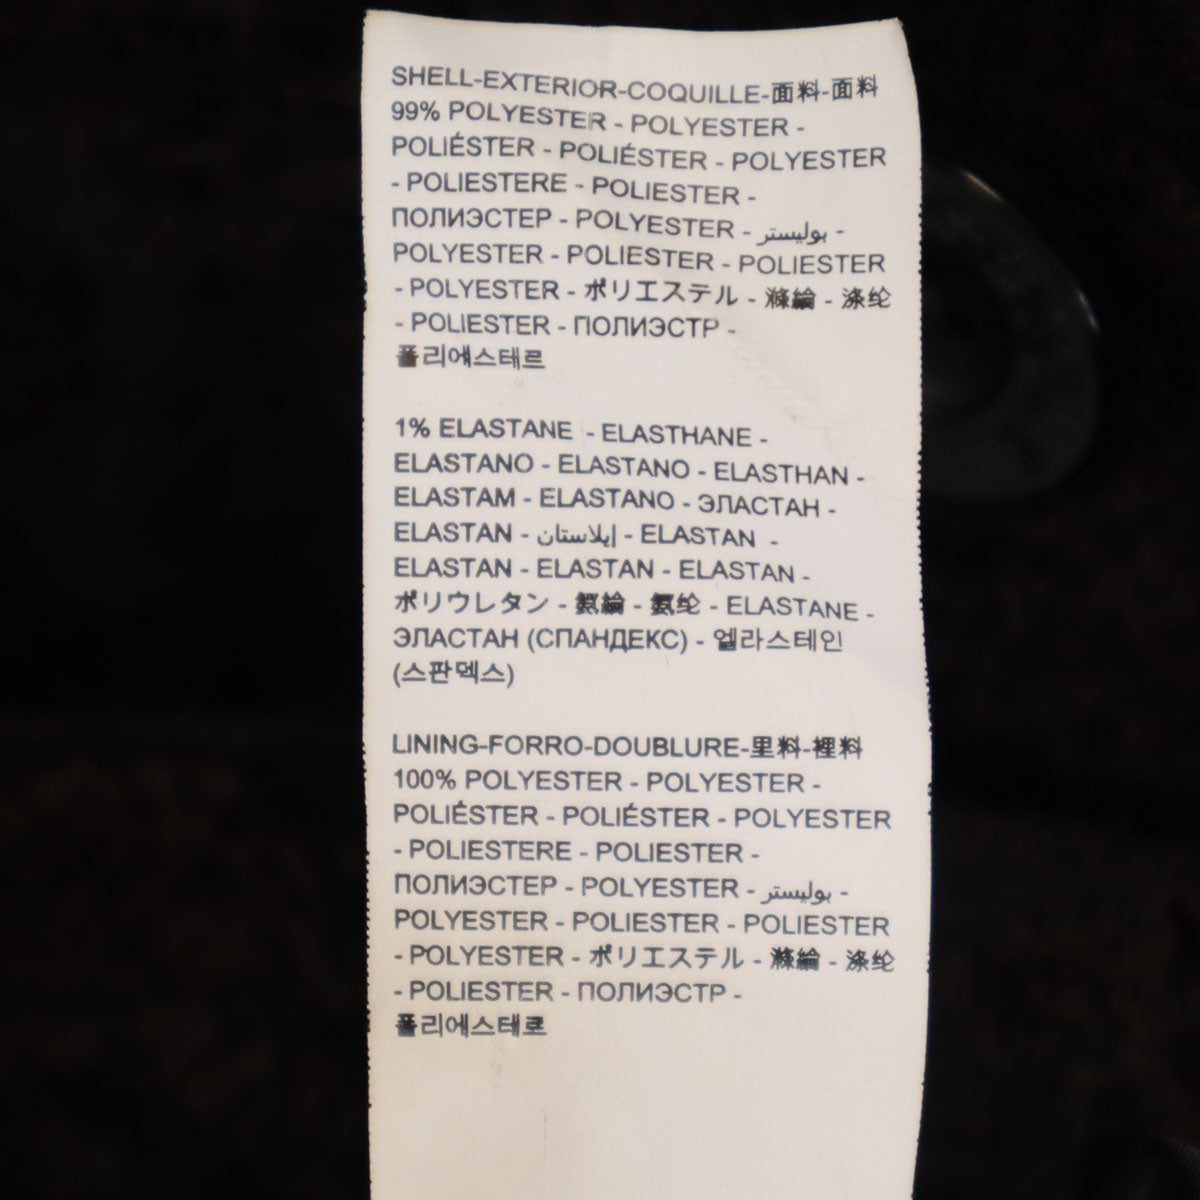 SHELL-EXTERIOR-COQUILLE-面料-面料
99% POLYESTER - POLYESTER -
POLIÉSTER - POLIÉSTER - POLYESTER
- POLIESTERE - POLIESTER -
ПОЛИЭСТЕР - POLYESTER - بوليستر -
POLYESTER - POLIESTER - POLIESTER
- POLYESTER - ポリエステル - 滌綸 - 涤纶
- POLIESTER - ПОЛИЭСТР -
폴리에스테르
1% ELASTANE - ELASTHANE -
ELASTANO - ELASTANO - ELASTHAN -
ELASTAM - ELASTANO - ЭЛАСТАН -
ELASTAN - إيلاستان - ELASTAN -
ELASTAN - ELASTAN - ELASTAN -
ポリウレタン - 氨綸 - 氨纶 - ELASTANE -
ЭЛАСТАН (СПАНДЕКС) - 엘라스테인
(스판덱스)
LINING-FORRO-DOUBLURE-里料-裡料
100% POLYESTER - POLYESTER -
POLIÉSTER - POLIÉSTER - POLYESTER
- POLIESTERE - POLIESTER -
ПОЛИЭСТЕР - POLYESTER - بوليستر -
POLYESTER - POLIESTER - POLIESTER
- POLYESTER - ポリエステル - 滌綸 - 涤纶
- POLIESTER - ПОЛИЭСТР -
폴리에스테르